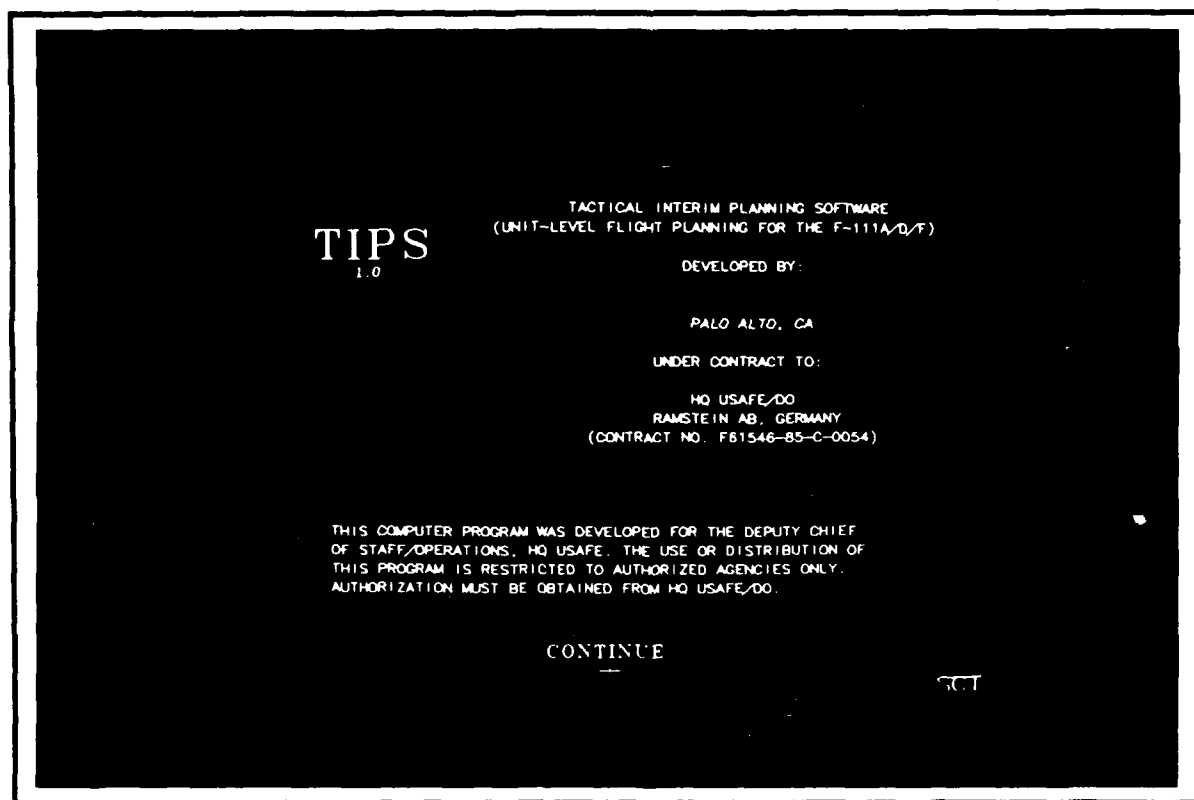 TIPS
1.0
TACTICAL INTERIM PLANNING SOFTWARE
(UNIT-LEVEL FLIGHT PLANNING FOR THE F-111A/D/F)
DEVELOPED BY:
PALO ALTO, CA
UNDER CONTRACT TO:
HQ USAFE/DO
RAMSTEIN AB, GERMANY
(CONTRACT NO. F61546-85-C-0054)
THIS COMPUTER PROGRAM WAS DEVELOPED FOR THE DEPUTY CHIEF
OF STAFF/OPERATIONS, HQ USAFE. THE USE OR DISTRIBUTION OF
THIS PROGRAM IS RESTRICTED TO AUTHORIZED AGENCIES ONLY.
AUTHORIZATION MUST BE OBTAINED FROM HQ USAFE/DO.
CONTINUE